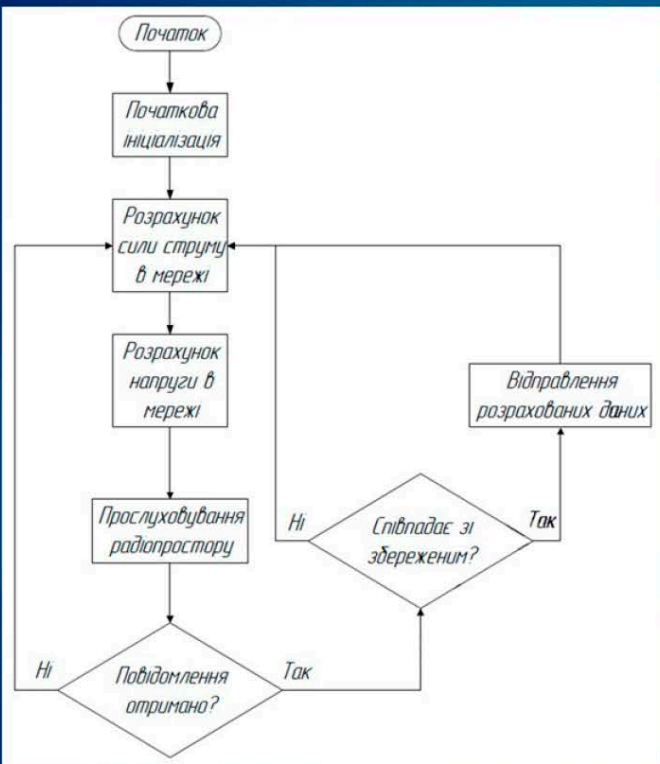 Початок
Початкова
ініціалізація
Розрахунок
сили струму
в мережі
Розрахунок
напруги в
мережі
Відправлення
розрахованих даних
Прослуховування
радіопростору
Ні
Співпадає зі
збереженим?
Так
Ні
Повідомлення
отримано?
Так